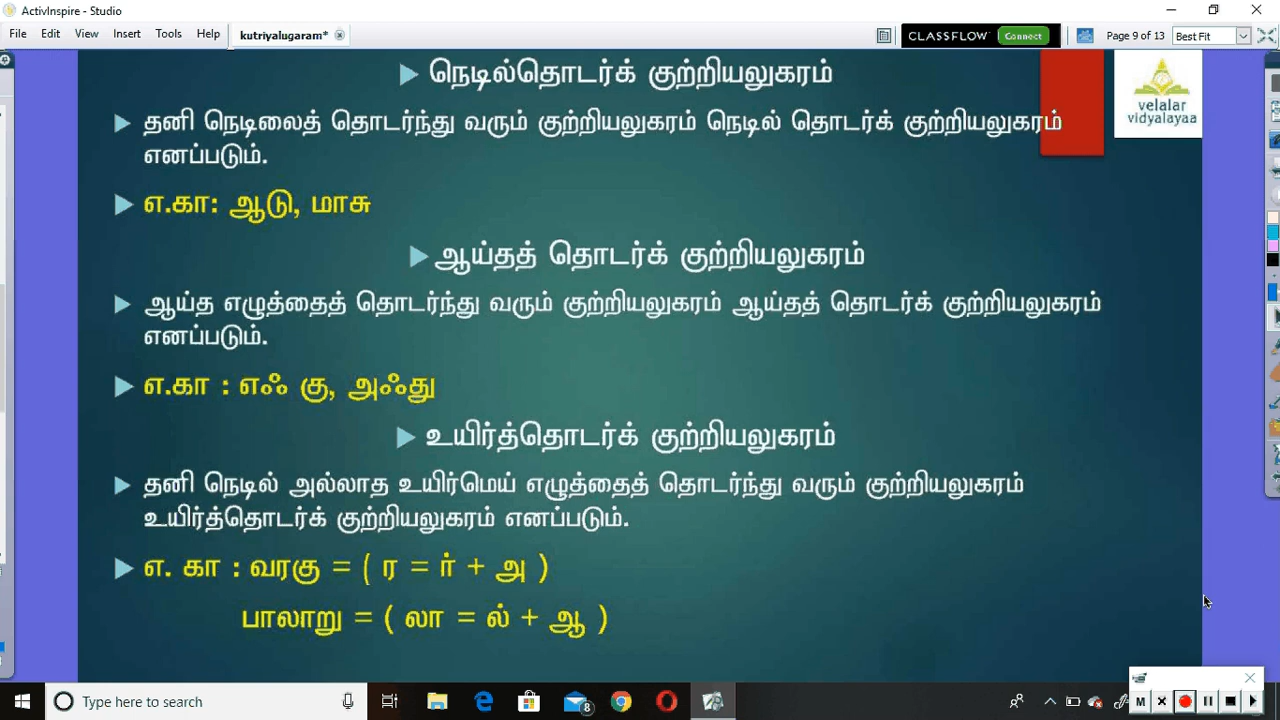 ActivInspire - Studio
File Edit View Insert Tools Help kutriyalugaram* CLASSFLOW Connect Page 9 of 13 Best Fit
நெடில்தொடர்க் குற்றியலுகரம்
தனி நெடிலைத் தொடர்ந்து வரும் குற்றியலுகரம் நெடில் தொடர்க் குற்றியலுகரம்
எனப்படும்.
எ.கா: ஆடு, மாசு
ஆய்தத் தொடர்க் குற்றியலுகரம்
ஆய்த எழுத்தைத் தொடர்ந்து வரும் குற்றியலுகரம் ஆய்தத் தொடர்க் குற்றியலுகரம்
எனப்படும்.
எ.கா : எஃ கு, அஃது
உயிர்த்தொடர்க் குற்றியலுகரம்
தனி நெடில் அல்லாத உயிர்மெய் எழுத்தைத் தொடர்ந்து வரும் குற்றியலுகரம்
உயிர்த்தொடர்க் குற்றியலுகரம் எனப்படும்.
எ. கா : வரகு = ( ர = ர் + அ )
பாலாறு = ( லா = ல் + ஆ )
velalar
vidyalayaa
M
Type here to search
8